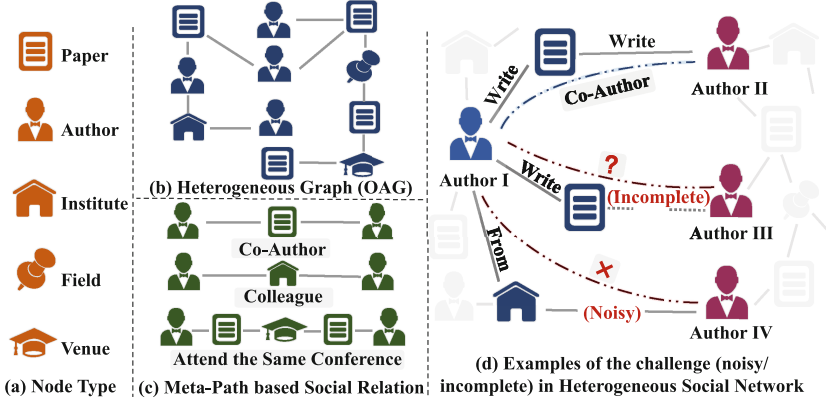 Paper
Author
Institute
Field
Venue
(a) Node Type
(b) Heterogeneous Graph (OAG)
Co-Author
Colleague
Attend the Same Conference
(c) Meta-Path based Social Relation
Write
Write
Co-Author
Author II
Author I
Write
?
(Incomplete)
Author III
From
×
(Noisy)
Author IV
(d) Examples of the challenge (noisy/
incomplete) in Heterogeneous Social Network